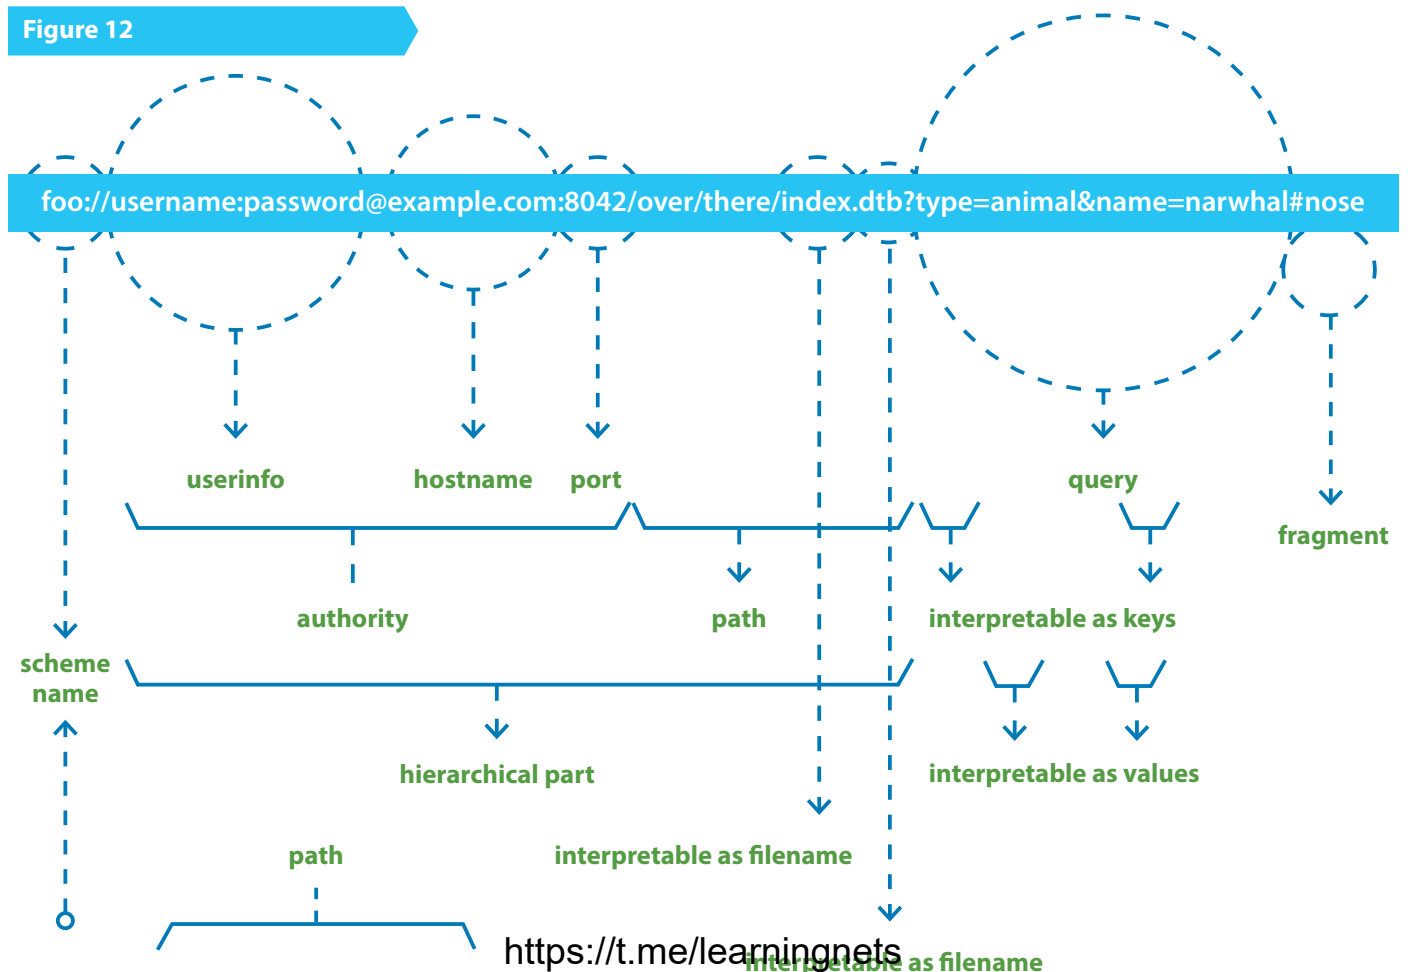 Figure 12
foo://username:password@example.com:8042/over/there/index.dtb?type=animal&name=narwhal#nose
userinfo hostname port query
fragment
authority path interpretable as keys
scheme
name
hierarchical part interpretable as values
path interpretable as filename
https://t.me/learningnets
interpretable as filename